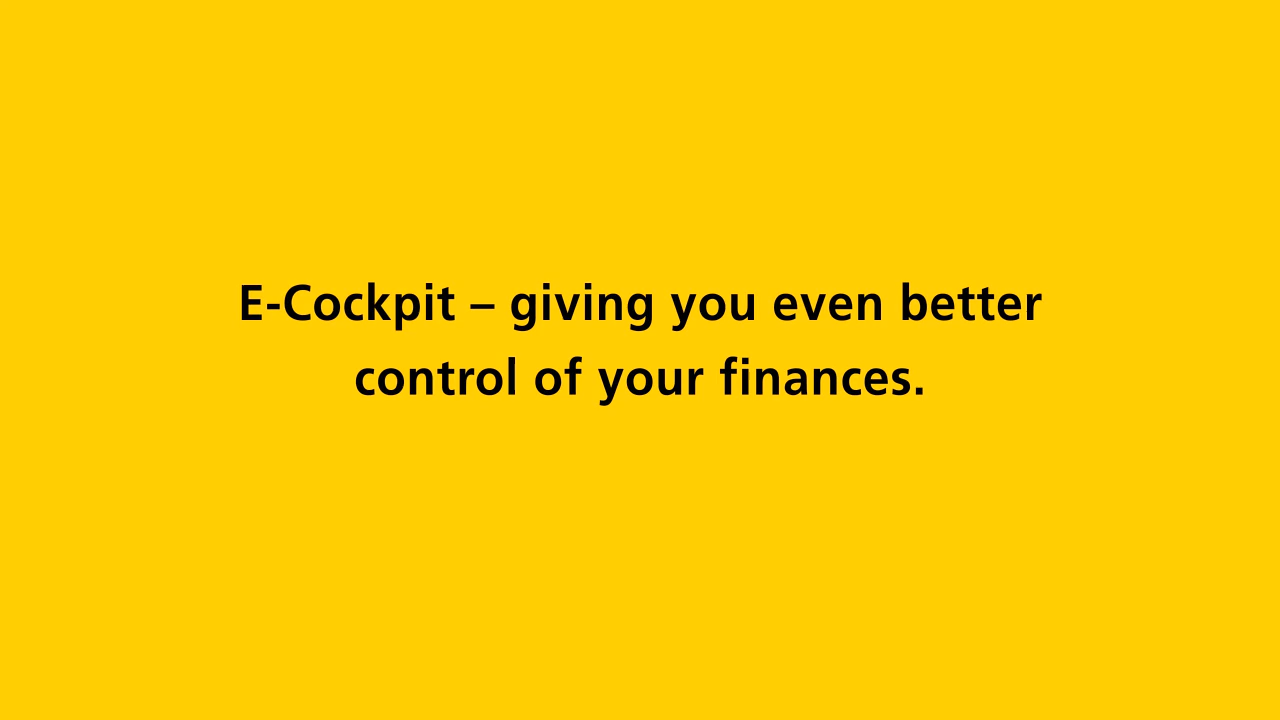 E-Cockpit – giving you even better
control of your finances.